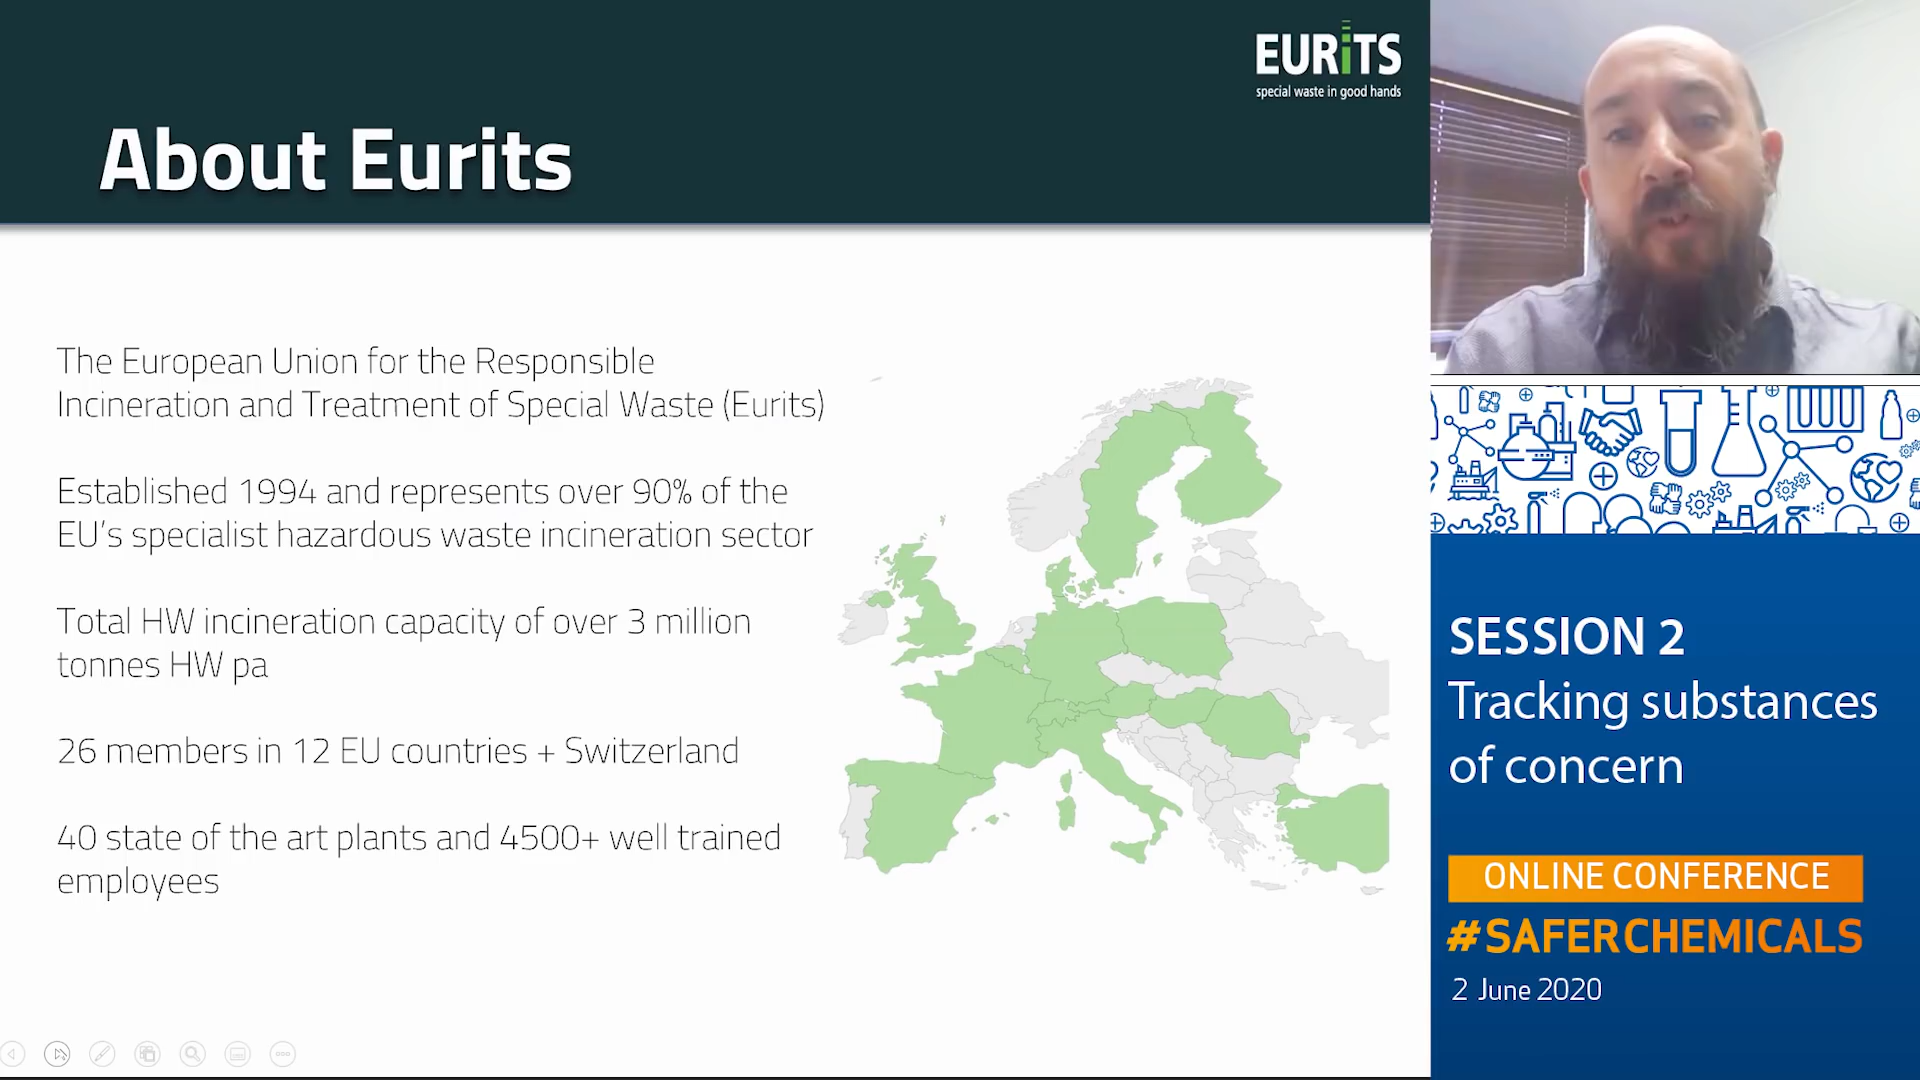 EURiTS
special waste in good hands
About Eurits
The European Union for the Responsible
Incineration and Treatment of Special Waste (Eurits)
Established 1994 and represents over 90% of the
EU's specialist hazardous waste incineration sector
Total HW incineration capacity of over 3 million
tonnes HW pa
26 members in 12 EU countries + Switzerland
40 state of the art plants and 4500+ well trained
employees
SESSION 2
Tracking substances
of concern
ONLINE CONFERENCE
#SAFERCHEMICALS
2 June 2020